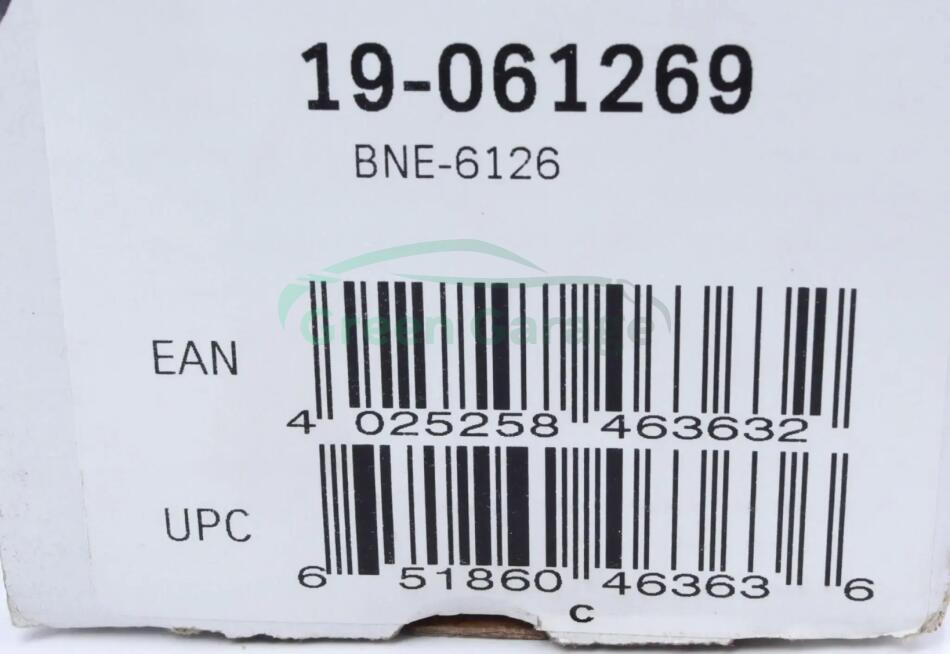 19-061269
BNE-6126
Green Garage
EAN
4 025258 463632
UPC
6 51860 46363 6
C